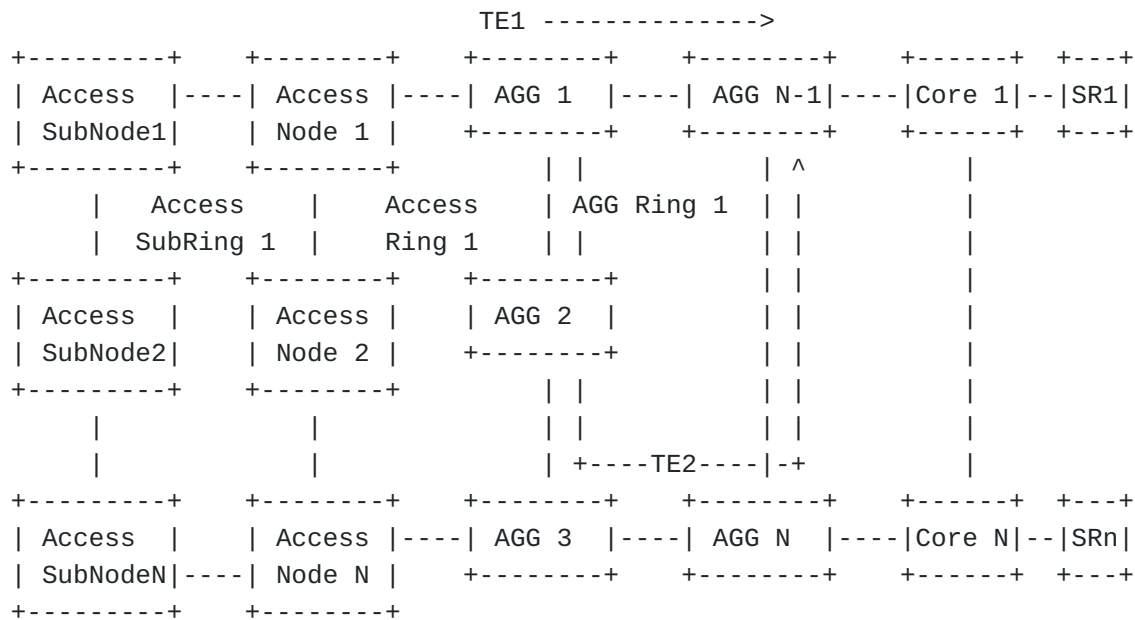 TE1 -------------->
+---------+    +--------+    +--------+    +--------+    +------+  +---+
| Access  |----| Access |----| AGG 1  |----| AGG N-1|----|Core 1|--|SR1|
| SubNode1|    | Node 1 |    +--------+    +--------+    +------+  +---+
+---------+    +--------+         | |           | ^          |
     |   Access    |    Access    | AGG Ring 1  | |          |
     |  SubRing 1  |    Ring 1    | |           | |          |
+---------+    +--------+    +--------+         | |          |
| Access  |    | Access |    | AGG 2  |         | |          |
| SubNode2|    | Node 2 |    +--------+         | |          |
+---------+    +--------+         | |           | |          |
     |             |              | |           | |          |
     |             |              | +----TE2----|-+          |
+---------+    +--------+    +--------+    +--------+    +------+  +---+
| Access  |    | Access |----| AGG 3  |----| AGG N  |----|Core N|--|SRn|
| SubNodeN|----| Node N |    +--------+    +--------+    +------+  +---+
+---------+    +--------+